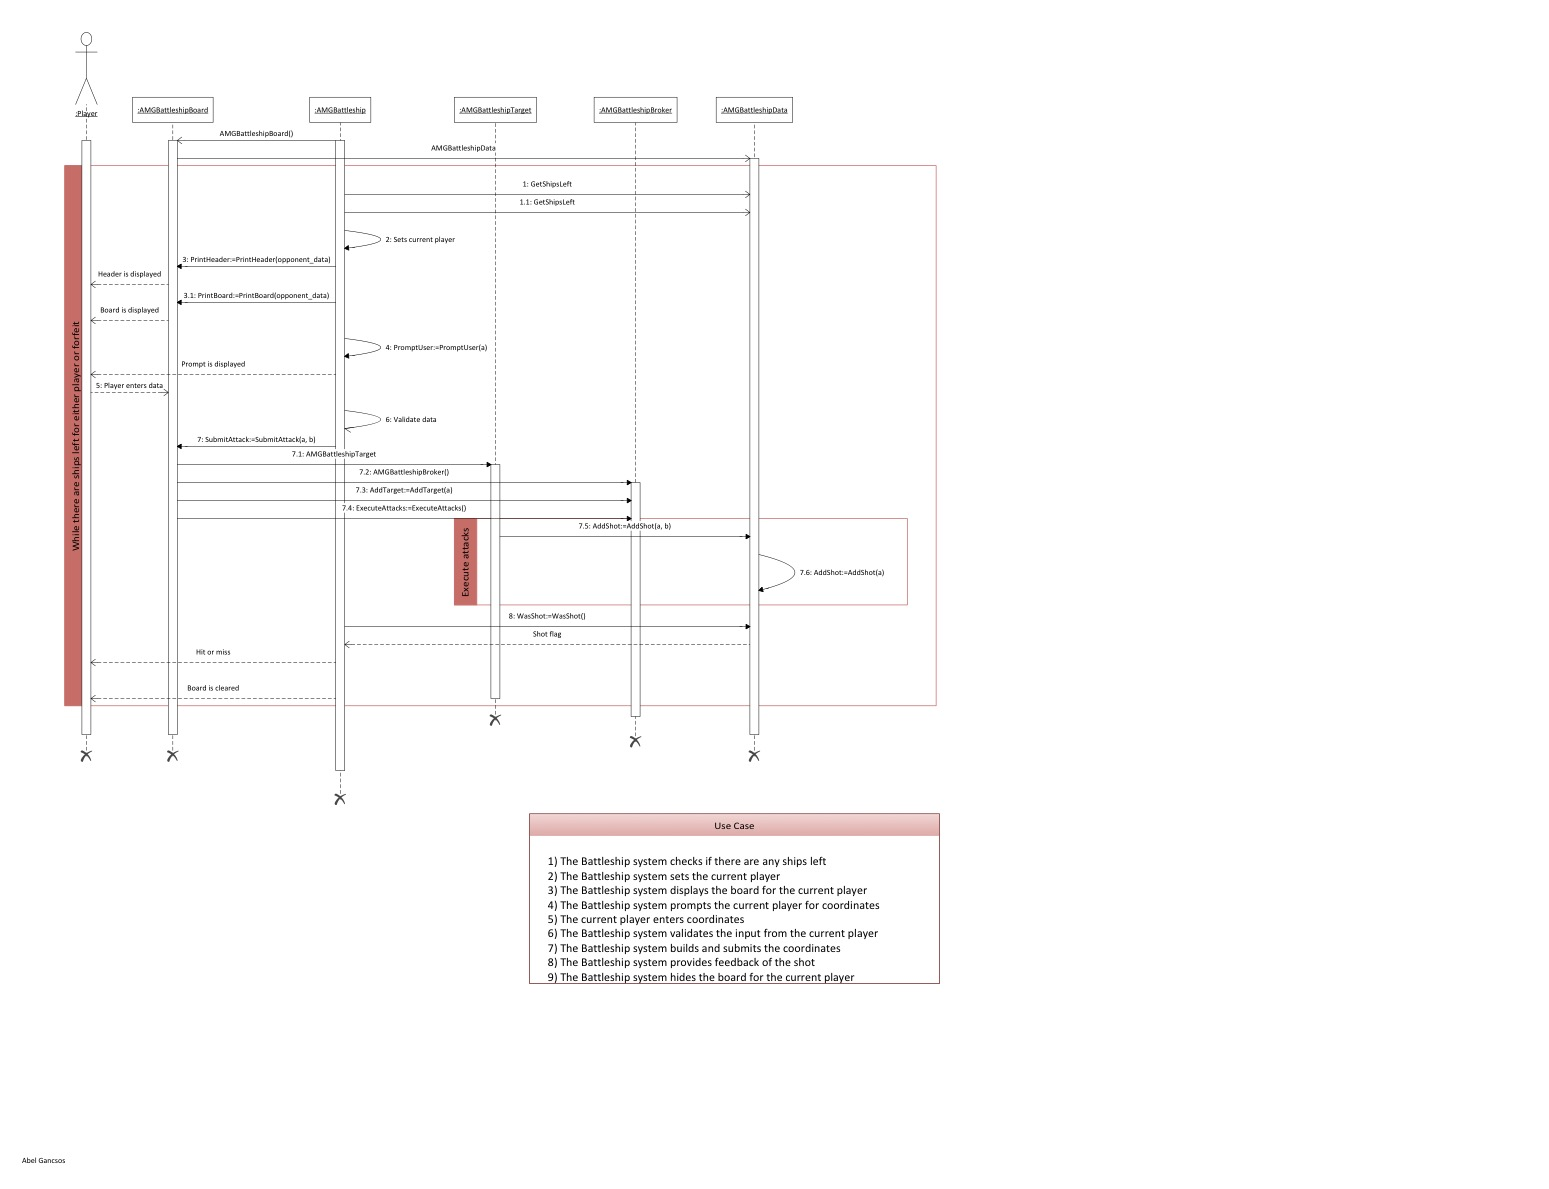 :Player
:AMGBattleshipBoard
:AMGBattleship
:AMGBattleshipTarget
:AMGBattleshipBroker
:AMGBattleshipData
AMGBattleshipBoard()
AMGBattleshipData
While there are ships left for either player or forfeit
1: GetShipsLeft
1.1: GetShipsLeft
2: Sets current player
3: PrintHeader:=PrintHeader(opponent_data)
Header is displayed
3.1: PrintBoard:=PrintBoard(opponent_data)
Board is displayed
4: PromptUser:=PromptUser(a)
Prompt is displayed
5: Player enters data
6: Validate data
7: SubmitAttack:=SubmitAttack(a, b)
7.1: AMGBattleshipTarget
7.2: AMGBattleshipBroker()
7.3: AddTarget:=AddTarget(a)
7.4: ExecuteAttacks:=ExecuteAttacks()
Execute attacks
7.5: AddShot:=AddShot(a, b)
7.6: AddShot:=AddShot(a)
8: WasShot:=WasShot()
Shot flag
Hit or miss
Board is cleared
Use Case
1) The Battleship system checks if there are any ships left
2) The Battleship system sets the current player
3) The Battleship system displays the board for the current player
4) The Battleship system prompts the current player for coordinates
5) The current player enters coordinates
6) The Battleship system validates the input from the current player
7) The Battleship system builds and submits the coordinates
8) The Battleship system provides feedback of the shot
9) The Battleship system hides the board for the current player
Abel Gancsos